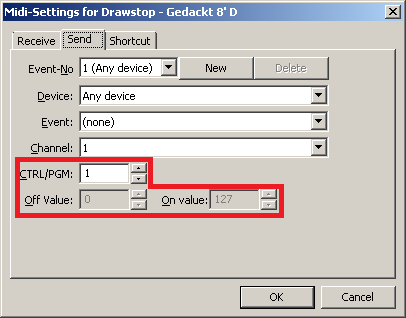 Midi-Settings for Drawstop - Gedackt 8' D
Receive Send Shortcut
Event-No 1 (Any device) New Delete
Device: Any device
Event: (none)
Channel: 1
CTRL/PGM: 1
Off Value: 0 On value: 127
OK Cancel